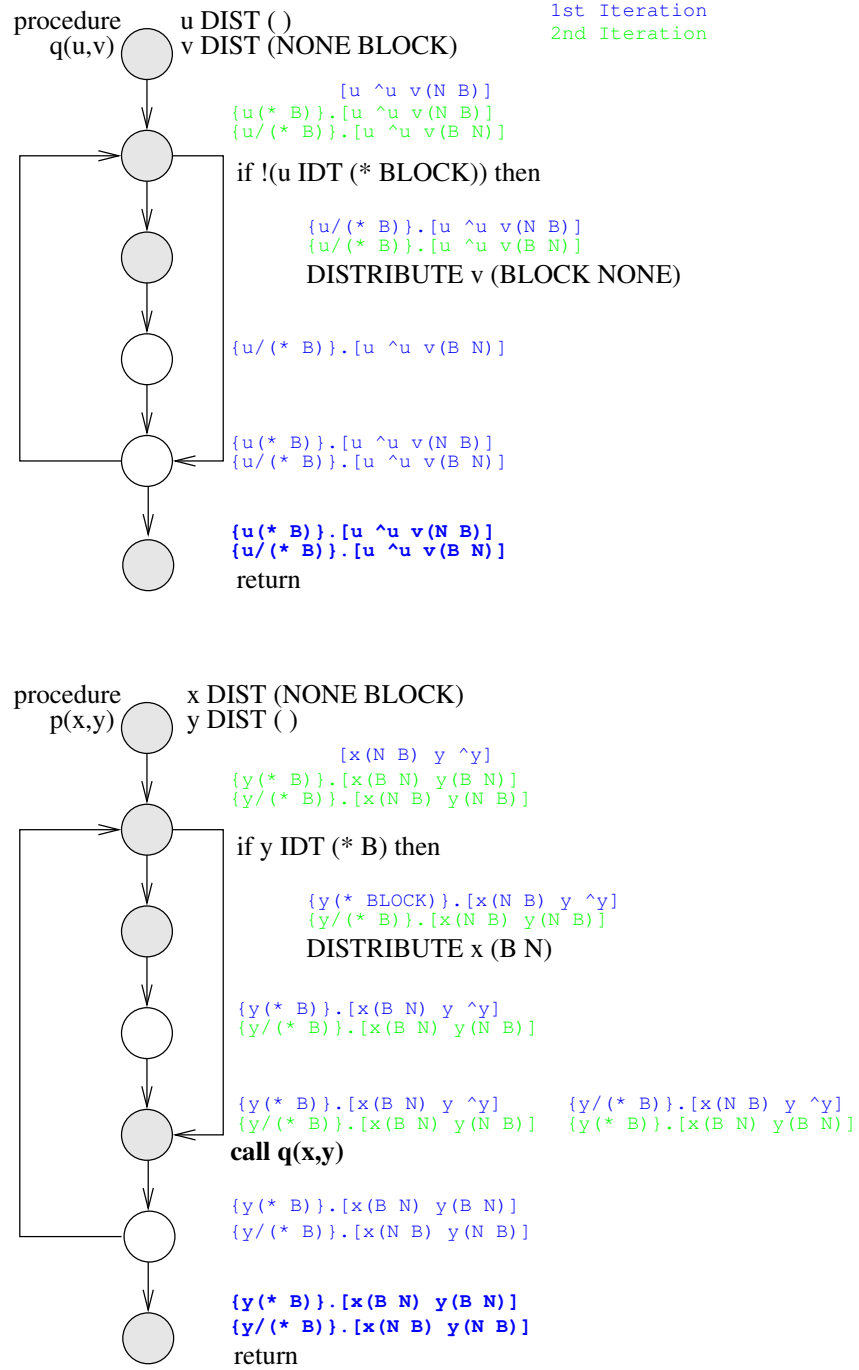 1st Iteration
2nd Iteration
procedure u DIST ( )
q(u,v) v DIST (NONE BLOCK)
[u ^u v(N B)]
{u(* B)}.[u ^u v(N B)]
{u/(* B)}.[u ^u v(B N)]
if !(u IDT (* BLOCK)) then
{u/(* B)}.[u ^u v(N B)]
{u/(* B)}.[u ^u v(B N)]
DISTRIBUTE v (BLOCK NONE)
{u/(* B)}.[u ^u v(B N)]
{u(* B)}.[u ^u v(N B)]
{u/(* B)}.[u ^u v(B N)]
{u(* B)}.[u ^u v(N B)]
{u/(* B)}.[u ^u v(B N)]
return
procedure x DIST (NONE BLOCK)
p(x,y) y DIST ( )
[x(N B) y ^y]
{y(* B)}.[x(B N) y(B N)]
{y/(* B)}.[x(N B) y(N B)]
if y IDT (* B) then
{y(* BLOCK)}.[x(N B) y ^y]
{y/(* B)}.[x(N B) y(N B)]
DISTRIBUTE x (B N)
{y(* B)}.[x(B N) y ^y]
{y/(* B)}.[x(B N) y(N B)]
{y(* B)}.[x(B N) y ^y] {y/(* B)}.[x(N B) y ^y]
{y/(* B)}.[x(B N) y(N B)] {y(* B)}.[x(B N) y(B N)]
call q(x,y)
{y(* B)}.[x(B N) y(B N)]
{y/(* B)}.[x(N B) y(N B)]
{y(* B)}.[x(B N) y(B N)]
{y/(* B)}.[x(N B) y(N B)]
return